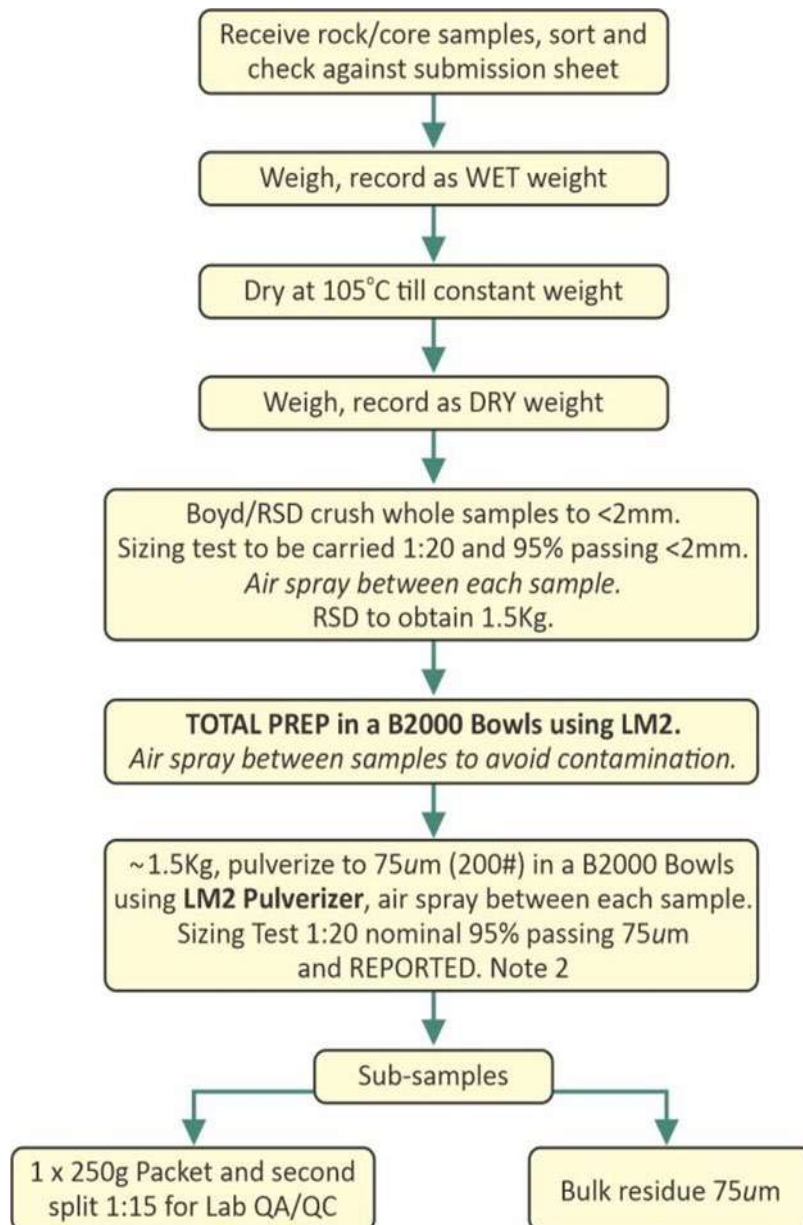 Receive rock/core samples, sort and
check against submission sheet
Weigh, record as WET weight
Dry at 105°C till constant weight
Weigh, record as DRY weight
Boyd/RSD crush whole samples to <2mm.
Sizing test to be carried 1:20 and 95% passing <2mm.
Air spray between each sample.
RSD to obtain 1.5Kg.
TOTAL PREP in a B2000 Bowls using LM2.
Air spray between samples to avoid contamination.
~1.5Kg, pulverize to 75um (200#) in a B2000 Bowls
using LM2 Pulverizer, air spray between each sample.
Sizing Test 1:20 nominal 95% passing 75um
and REPORTED. Note 2
Sub-samples
1 x 250g Packet and second
split 1:15 for Lab QA/QC
Bulk residue 75um